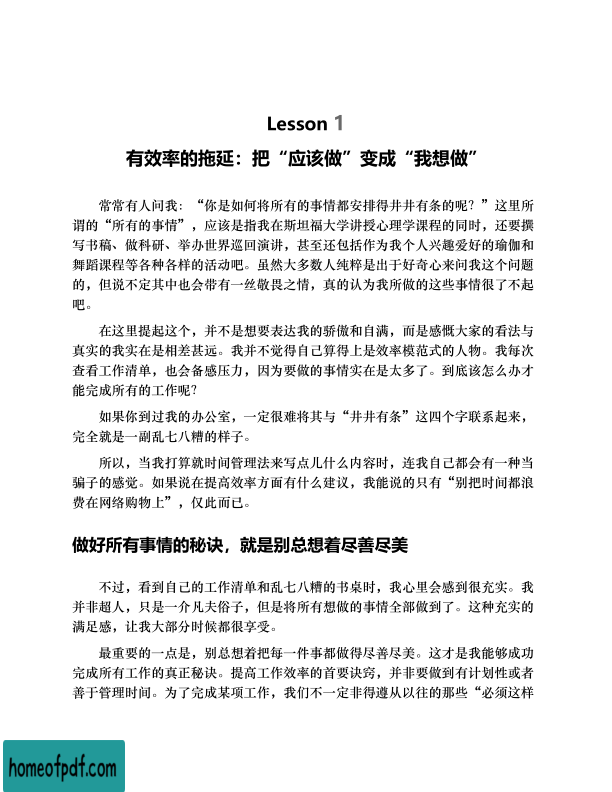 Lesson 1
有效率的拖延：把“应该做”变成“我想做”
常常有人问我：“你是如何将所有的事情都安排得井井有条的呢？”这里所
谓的“所有的事情”，应该是指我在斯坦福大学讲授心理学课程的同时，还要撰
写书稿、做科研、举办世界巡回演讲，甚至还包括作为我个人兴趣爱好的瑜伽和
舞蹈课程等各种各样的活动吧。虽然大多数人纯粹是出于好奇心来问我这个问题
的，但说不定其中也会带有一丝敬畏之情，真的认为我所做的这些事情很了不起
吧。
在这里提起这个，并不是想要表达我的骄傲和自满，而是感慨大家的看法与
真实的我实在是相差甚远。我并不觉得自己算得上是效率模范式的人物。我每次
查看工作清单，也会备感压力，因为要做的事情实在是太多了。到底该怎么办才
能完成所有的工作呢？
如果你到过我的办公室，一定很难将其与“井井有条”这四个字联系起来，
完全就是一副乱七八糟的样子。
所以，当我打算就时间管理法来写点儿什么内容时，连我自己都会有一种当
骗子的感觉。如果说在提高效率方面有什么建议，我能说的只有“别把时间都浪
费在网络购物上”，仅此而已。
做好所有事情的秘诀，就是别总想着尽善尽美
不过，看到自己的工作清单和乱七八糟的书桌时，我心里会感到很充实。我
并非超人，只是一介凡夫俗子，但是将所有想做的事情全部做到了。这种充实的
满足感，让我大部分时候都很享受。
最重要的一点是，别总想着把每一件事都做得尽善尽美。这才是我能够成功
完成所有工作的真正秘诀。提高工作效率的首要诀窍，并非要做到有计划性或者
善于管理时间。为了完成某项工作，我们不一定非得遵从以往的那些“必须这样
homeofpdf.com